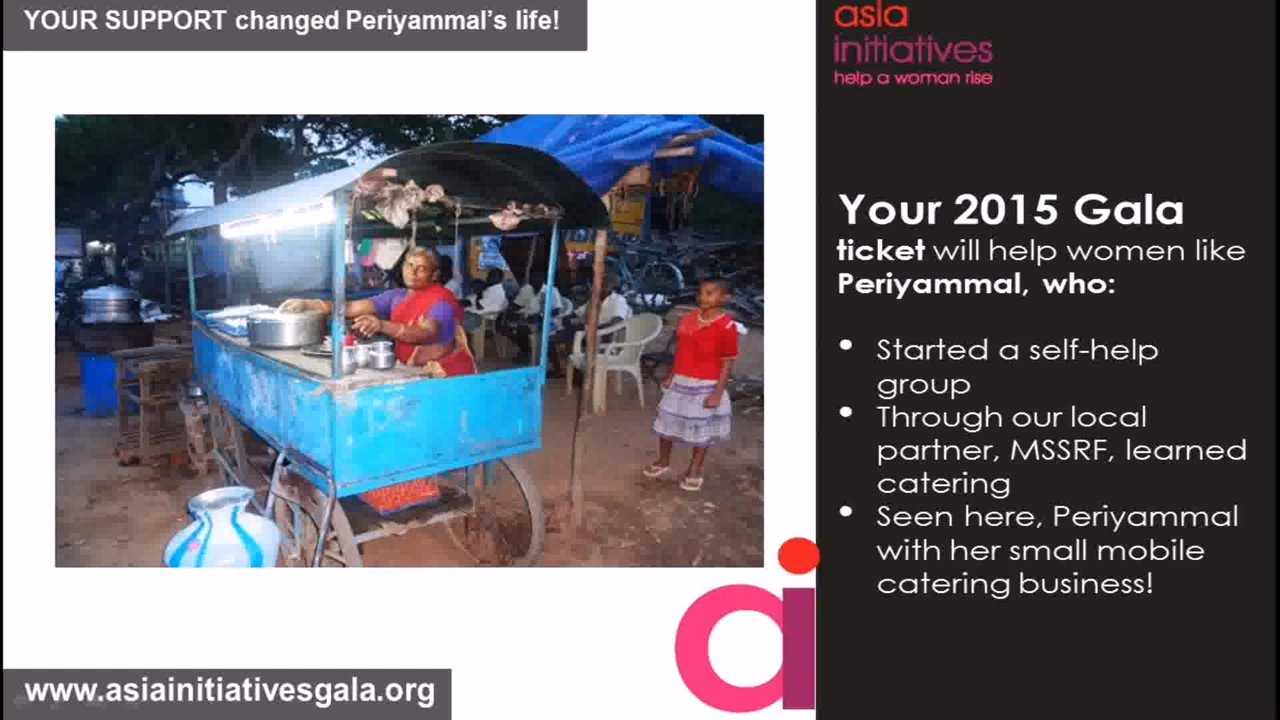 YOUR SUPPORT changed Periyammal's life!
asia
initiatives
help a woman rise
Your 2015 Gala
ticket will help women like
Periyammal, who:
• Started a self-help
group
• Through our local
partner, MSSRF, learned
catering
• Seen here, Periyammal
with her small mobile
catering business!
ai
www.asiainitiativesgala.org